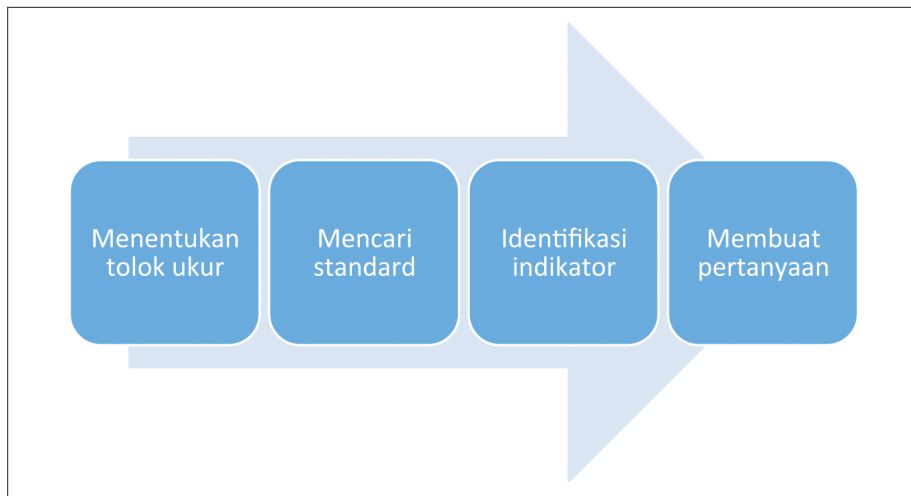 Menentukan
tolok ukur
Mencari
standard
Identifikasi
indikator
Membuat
pertanyaan